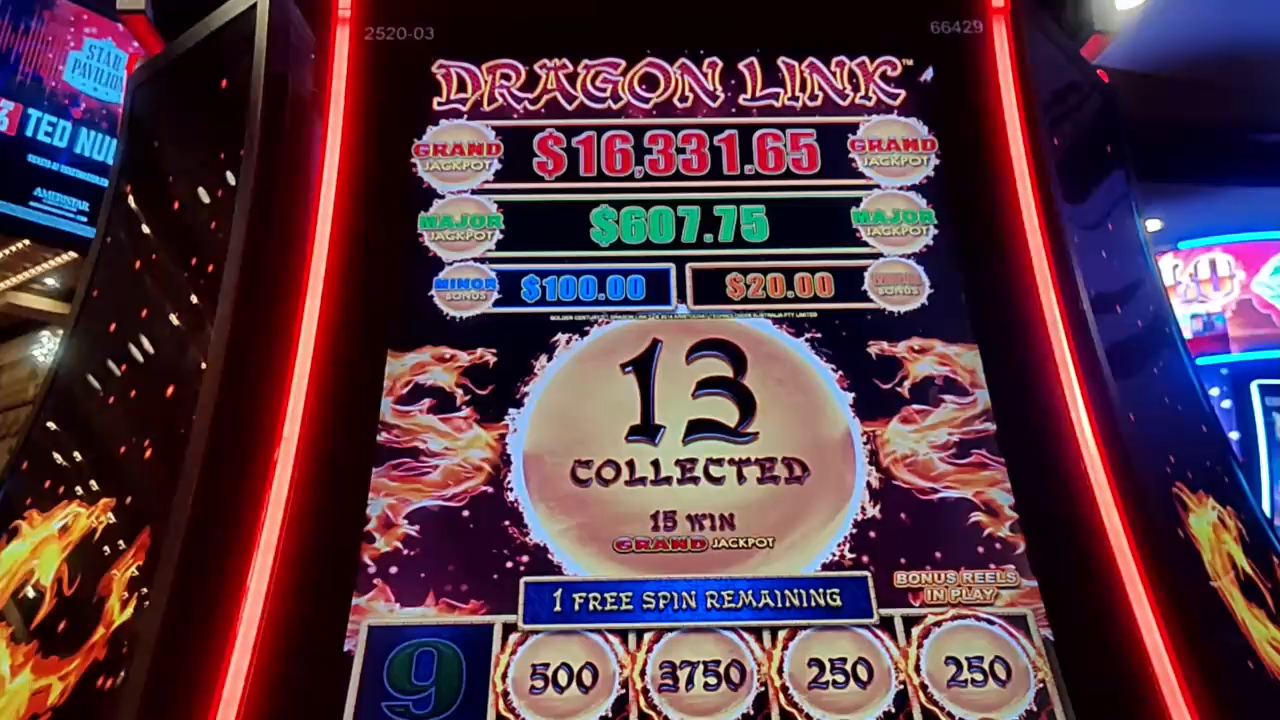 2520-03
66429
STAR
PAVILION
TED NU
AMERISTAR
DRAGON LINK™
GRAND
JACKPOT
$16,331.65
GRAND
JACKPOT
MAJOR
JACKPOT
$607.75
MAJOR
JACKPOT
MINOR
BONUS
$100.00
$20.00
BONUS
13
COLLECTED
15 WIN
GRAND JACKPOT
1 FREE SPIN REMAINING
BONUS REELS
IN PLAY
9
500
3750
250
250